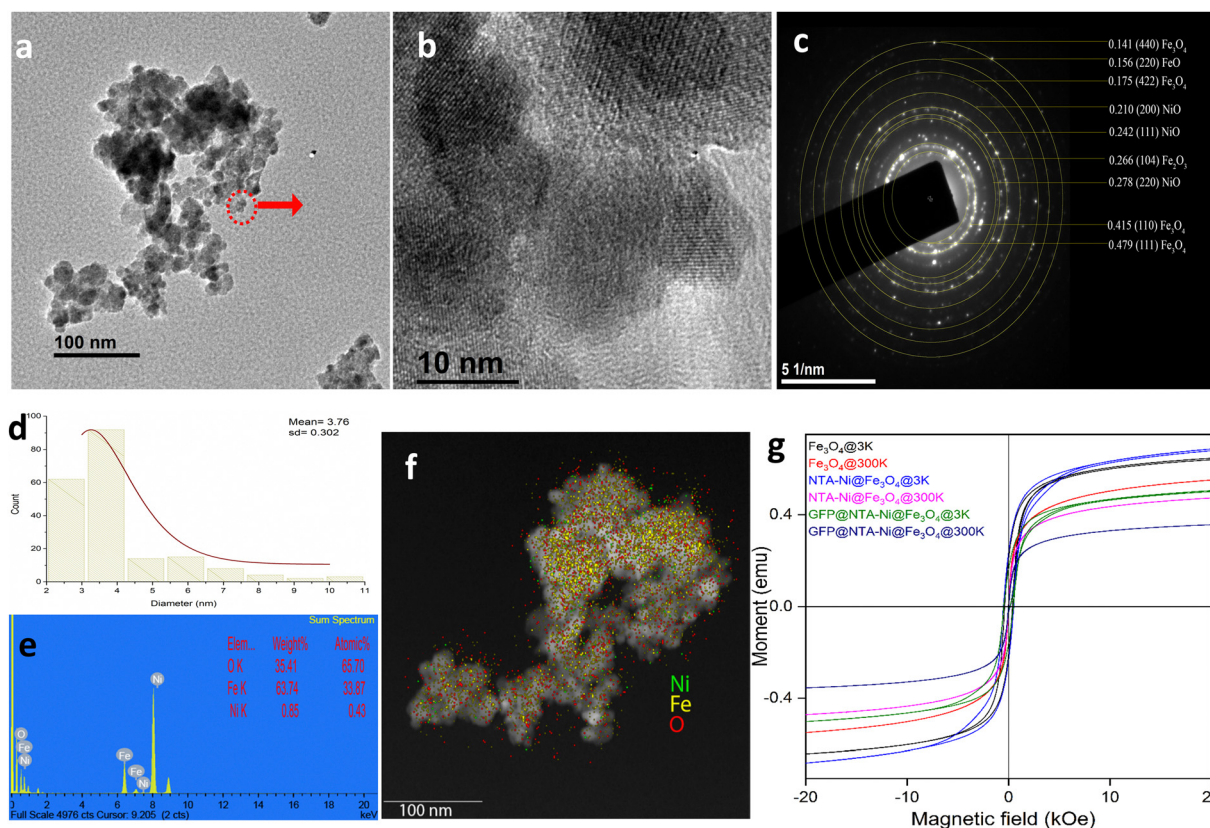 a
100 nm
b
10 nm
c
0.141 (440) Fe₃O₄
0.156 (220) FeO
0.175 (422) Fe₃O₄
0.210 (200) NiO
0.242 (111) NiO
0.266 (104) Fe₂O₃
0.278 (220) NiO
0.415 (110) Fe₃O₄
0.479 (111) Fe₃O₄
5 1/nm
d
Mean= 3.76
sd= 0.302
100
80
60
40
20
0
Count
2 3 4 5 6 7 8 9 10 11
Diameter (nm)
e
Sum Spectrum
Elem... Weight% Atomic%
O K 35.41 65.70
Fe K 63.74 33.87
Ni K 0.85 0.43
O
Fe
Ni
Fe
Fe
Ni
Ni
0 2 4 6 8 10 12 14 16 18 20
Full Scale 4976 cts Cursor: 9.205 (2 cts) keV
f
Ni
Fe
O
100 nm
g
Fe₃O₄@3K
Fe₃O₄@300K
NTA-Ni@Fe₃O₄@3K
NTA-Ni@Fe₃O₄@300K
GFP@NTA-Ni@Fe₃O₄@3K
GFP@NTA-Ni@Fe₃O₄@300K
0.4
0.0
-0.4
Moment (emu)
-20 -10 0 10 20
Magnetic field (kOe)